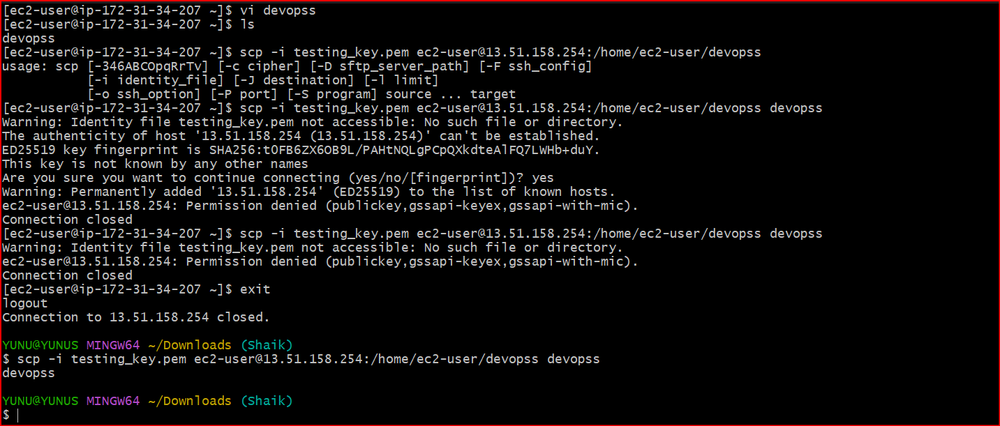 [ec2-user@ip-172-31-34-207 ~]$ vi devopss
[ec2-user@ip-172-31-34-207 ~]$ ls
devopss
[ec2-user@ip-172-31-34-207 ~]$ scp -i testing_key.pem ec2-user@13.51.158.254:/home/ec2-user/devopss
usage: scp [-346ABCOpqRrTv] [-c cipher] [-D sftp_server_path] [-F ssh_config]
           [-i identity_file] [-J destination] [-l limit]
           [-o ssh_option] [-P port] [-S program] source ... target
[ec2-user@ip-172-31-34-207 ~]$ scp -i testing_key.pem ec2-user@13.51.158.254:/home/ec2-user/devopss devopss
Warning: Identity file testing_key.pem not accessible: No such file or directory.
The authenticity of host '13.51.158.254 (13.51.158.254)' can't be established.
ED25519 key fingerprint is SHA256:tOFB6ZX6OB9L/PAHtNQLgPCpQXkdteAlFQ7LWHb+duY.
This key is not known by any other names
Are you sure you want to continue connecting (yes/no/[fingerprint])? yes
Warning: Permanently added '13.51.158.254' (ED25519) to the list of known hosts.
ec2-user@13.51.158.254: Permission denied (publickey,gssapi-keyex,gssapi-with-mic).
Connection closed
[ec2-user@ip-172-31-34-207 ~]$ scp -i testing_key.pem ec2-user@13.51.158.254:/home/ec2-user/devopss devopss
Warning: Identity file testing_key.pem not accessible: No such file or directory.
ec2-user@13.51.158.254: Permission denied (publickey,gssapi-keyex,gssapi-with-mic).
Connection closed
[ec2-user@ip-172-31-34-207 ~]$ exit
logout
Connection to 13.51.158.254 closed.
YUNU@YUNUS MINGW64 ~/Downloads (Shaik)
$ scp -i testing_key.pem ec2-user@13.51.158.254:/home/ec2-user/devopss devopss
devopss
YUNU@YUNUS MINGW64 ~/Downloads (Shaik)
$